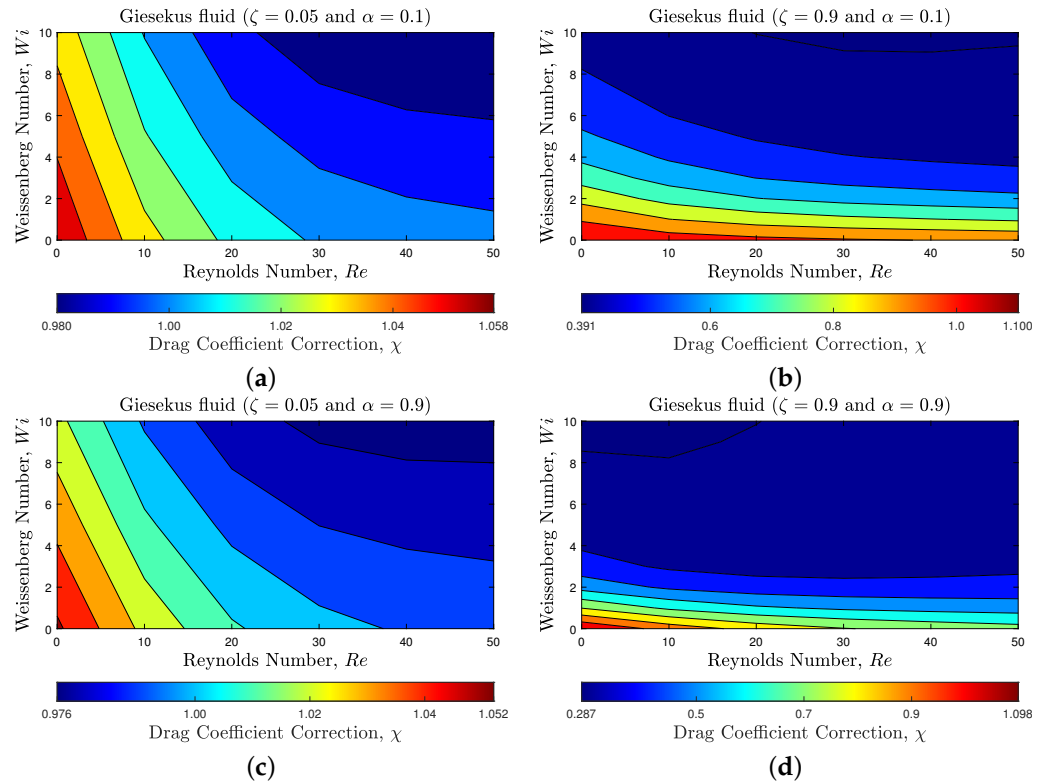 Giesekus fluid (ζ = 0.05 and α = 0.1)
Weissenberg Number, Wi
10
8
6
4
2
0
0 10 20 30 40 50
Reynolds Number, Re
0.980 1.00 1.02 1.04 1.058
Drag Coefficient Correction, χ
(a)
Giesekus fluid (ζ = 0.9 and α = 0.1)
Weissenberg Number, Wi
10
8
6
4
2
0
0 10 20 30 40 50
Reynolds Number, Re
0.391 0.6 0.8 1.0 1.100
Drag Coefficient Correction, χ
(b)
Giesekus fluid (ζ = 0.05 and α = 0.9)
Weissenberg Number, Wi
10
8
6
4
2
0
0 10 20 30 40 50
Reynolds Number, Re
0.976 1.00 1.02 1.04 1.052
Drag Coefficient Correction, χ
(c)
Giesekus fluid (ζ = 0.9 and α = 0.9)
Weissenberg Number, Wi
10
8
6
4
2
0
0 10 20 30 40 50
Reynolds Number, Re
0.287 0.5 0.7 0.9 1.098
Drag Coefficient Correction, χ
(d)